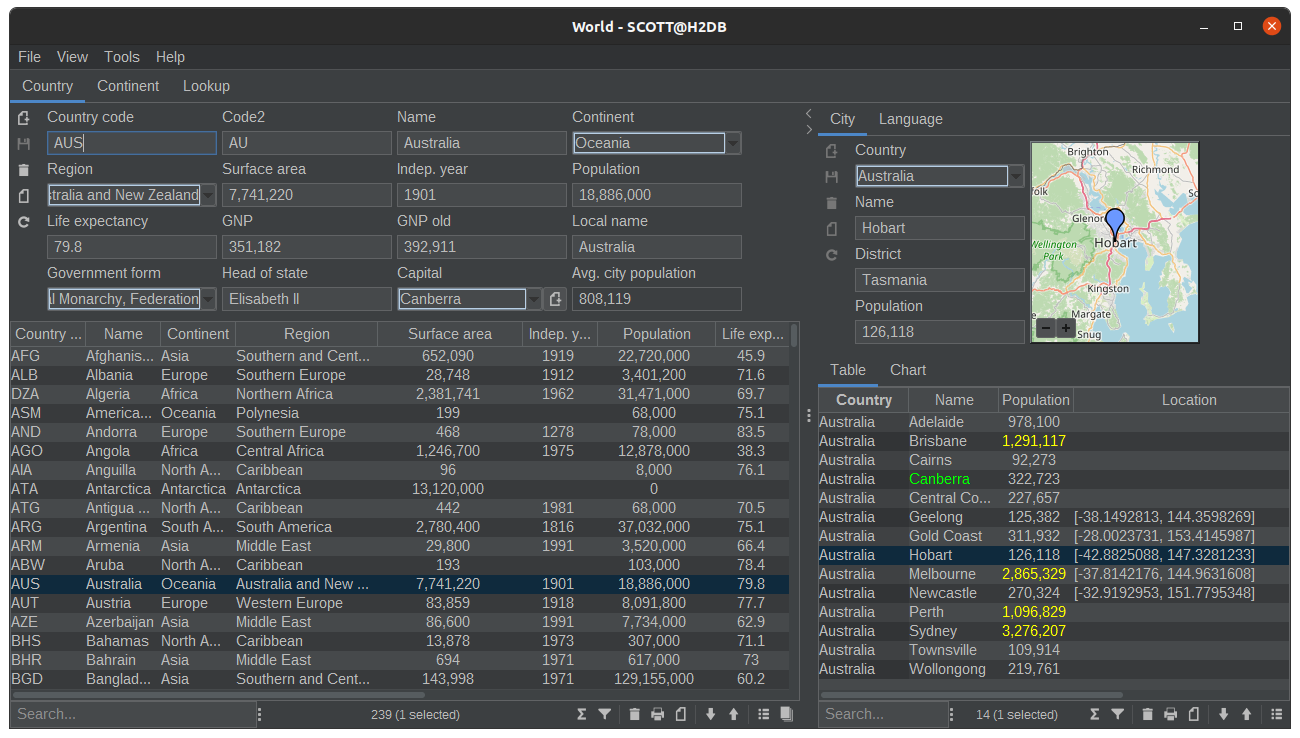 World - SCOTT@H2DB
File View Tools Help
Country Continent Lookup
Country code Code2 Name Continent
AUS AU Australia Oceania
Region Surface area Indep. year Population
tralia and New Zealand 7,741,220 1901 18,886,000
Life expectancy GNP GNP old Local name
79.8 351,182 392,911 Australia
Government form Head of state Capital Avg. city population
l Monarchy, Federation Elisabeth II Canberra 808,119
Country ... Name Continent Region Surface area Indep. y... Population Life exp...
AFG Afghanis... Asia Southern and Cent... 652,090 1919 22,720,000 45.9
ALB Albania Europe Southern Europe 28,748 1912 3,401,200 71.6
DZA Algeria Africa Northern Africa 2,381,741 1962 31,471,000 69.7
ASM America... Oceania Polynesia 199 68,000 75.1
AND Andorra Europe Southern Europe 468 1278 78,000 83.5
AGO Angola Africa Central Africa 1,246,700 1975 12,878,000 38.3
AIA Anguilla North A... Caribbean 96 8,000 76.1
ATA Antarctica Antarctica Antarctica 13,120,000 0
ATG Antigua ... North A... Caribbean 442 1981 68,000 70.5
ARG Argentina South A... South America 2,780,400 1816 37,032,000 75.1
ARM Armenia Asia Middle East 29,800 1991 3,520,000 66.4
ABW Aruba North A... Caribbean 193 103,000 78.4
AUS Australia Oceania Australia and New ... 7,741,220 1901 18,886,000 79.8
AUT Austria Europe Western Europe 83,859 1918 8,091,800 77.7
AZE Azerbaijan Asia Middle East 86,600 1991 7,734,000 62.9
BHS Bahamas North A... Caribbean 13,878 1973 307,000 71.1
BHR Bahrain Asia Middle East 694 1971 617,000 73
BGD Banglad... Asia Southern and Cent... 143,998 1971 129,155,000 60.2
Search... 239 (1 selected)
City Language
Country
Australia
Name
Hobart
District
Tasmania
Population
126,118
Brighton
Richmond
folk
Sc
Glenor
Hobart
Wellington
Park
Kingston
Margate
Snug
Table Chart
Country Name Population Location
Australia Adelaide 978,100
Australia Brisbane 1,291,117
Australia Cairns 92,273
Australia Canberra 322,723
Australia Central Co... 227,657
Australia Geelong 125,382 [-38.1492813, 144.3598269]
Australia Gold Coast 311,932 [-28.0023731, 153.4145987]
Australia Hobart 126,118 [-42.8825088, 147.3281233]
Australia Melbourne 2,865,329 [-37.8142176, 144.9631608]
Australia Newcastle 270,324 [-32.9192953, 151.7795348]
Australia Perth 1,096,829
Australia Sydney 3,276,207
Australia Townsville 109,914
Australia Wollongong 219,761
Search... 14 (1 selected)